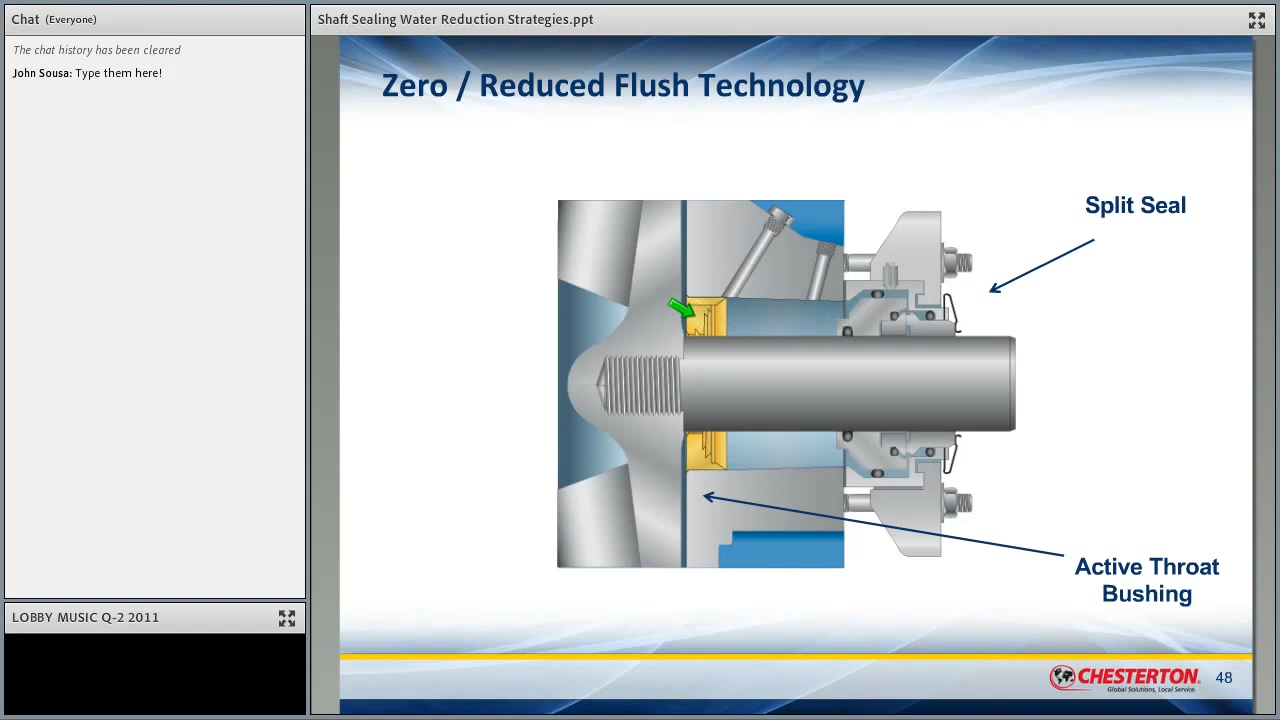 Chat (Everyone)
The chat history has been cleared
John Sousa: Type them here!
LOBBY MUSIC Q-2 2011
Shaft Sealing Water Reduction Strategies.ppt
Zero / Reduced Flush Technology
Split Seal
Active Throat
Bushing
CHESTERTON
Global Solutions, Local Service.
48